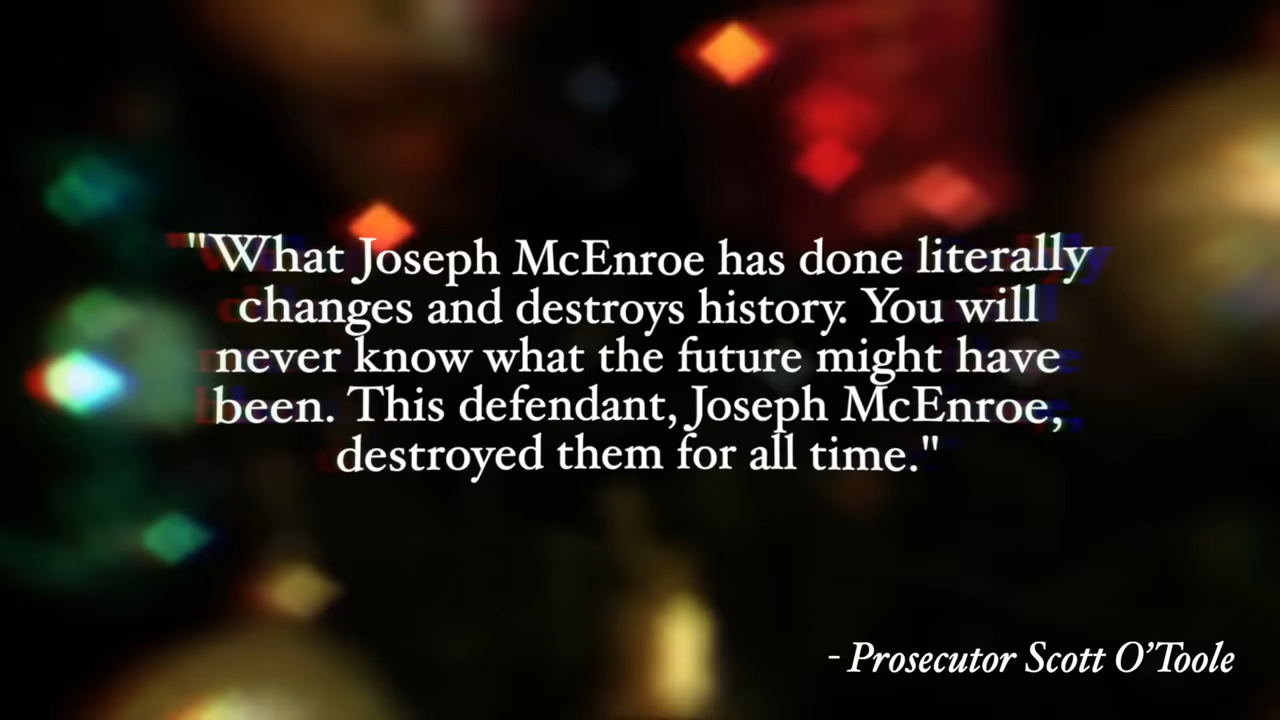 "What Joseph McEnroe has done literally
changes and destroys history. You will
never know what the future might have
been. This defendant, Joseph McEnroe,
destroyed them for all time."
- Prosecutor Scott O’Toole